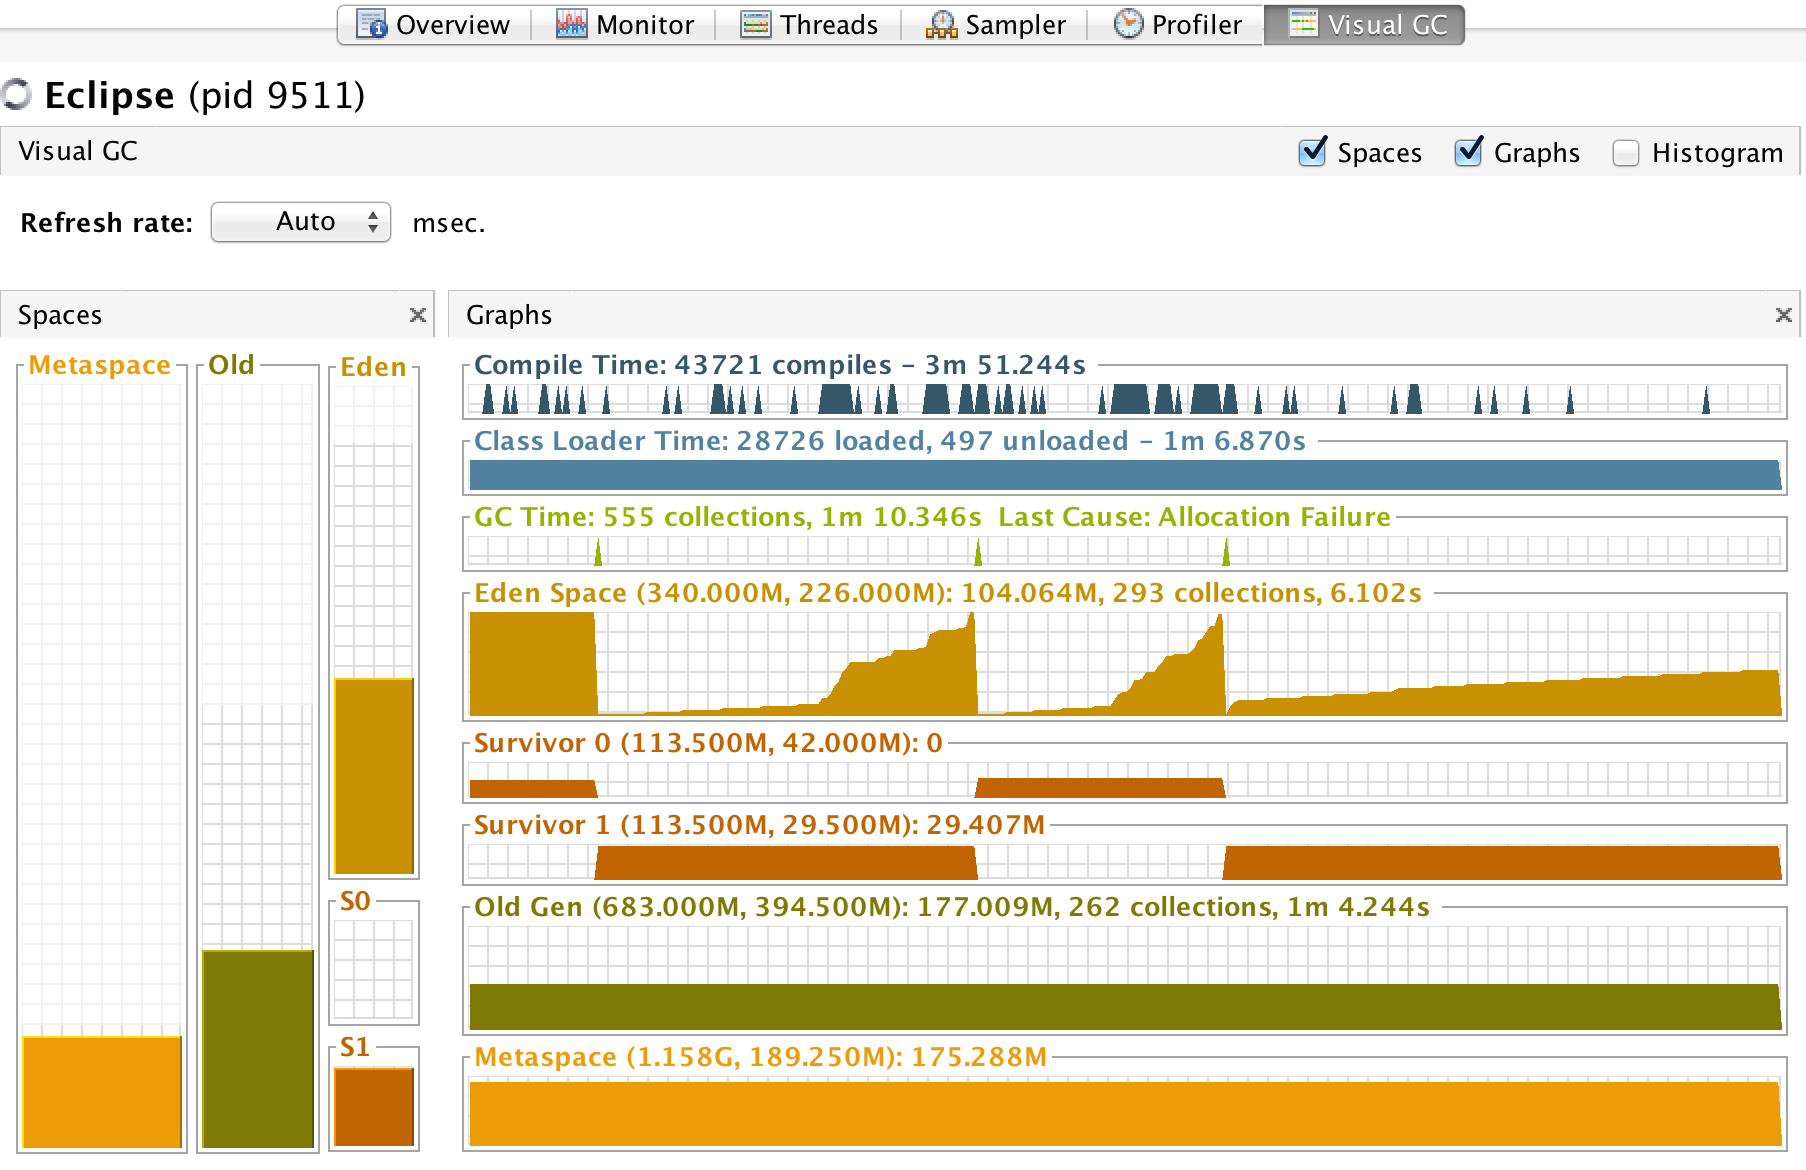 Overview Monitor Threads Sampler Profiler Visual GC
Eclipse (pid 9511)
Visual GC Spaces Graphs Histogram
Refresh rate: Auto msec.
Spaces
Metaspace Old Eden
S0
S1
Graphs
Compile Time: 43721 compiles – 3m 51.244s
Class Loader Time: 28726 loaded, 497 unloaded – 1m 6.870s
GC Time: 555 collections, 1m 10.346s Last Cause: Allocation Failure
Eden Space (340.000M, 226.000M): 104.064M, 293 collections, 6.102s
Survivor 0 (113.500M, 42.000M): 0
Survivor 1 (113.500M, 29.500M): 29.407M
Old Gen (683.000M, 394.500M): 177.009M, 262 collections, 1m 4.244s
Metaspace (1.158G, 189.250M): 175.288M